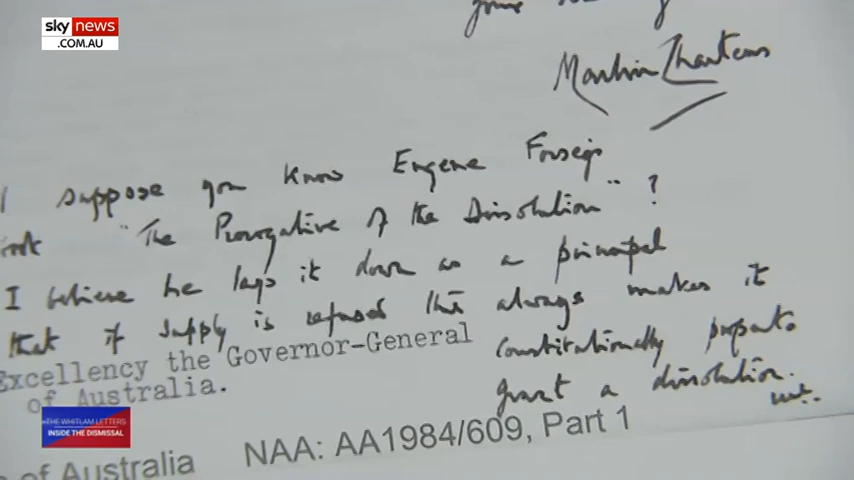 sky news
.COM.AU
Martin Charteris
I suppose you know Eugene Forseys
"The Prerogative of the Dissolution"?
I believe he lays it down as a principal
that if supply is refused this always makes it
constitutionally proper to
grant a dissolution.
Excellency the Governor-General
of Australia.
THE WHITLAM LETTERS
INSIDE THE DISMISSAL
of Australia NAA: AA1984/609, Part 1